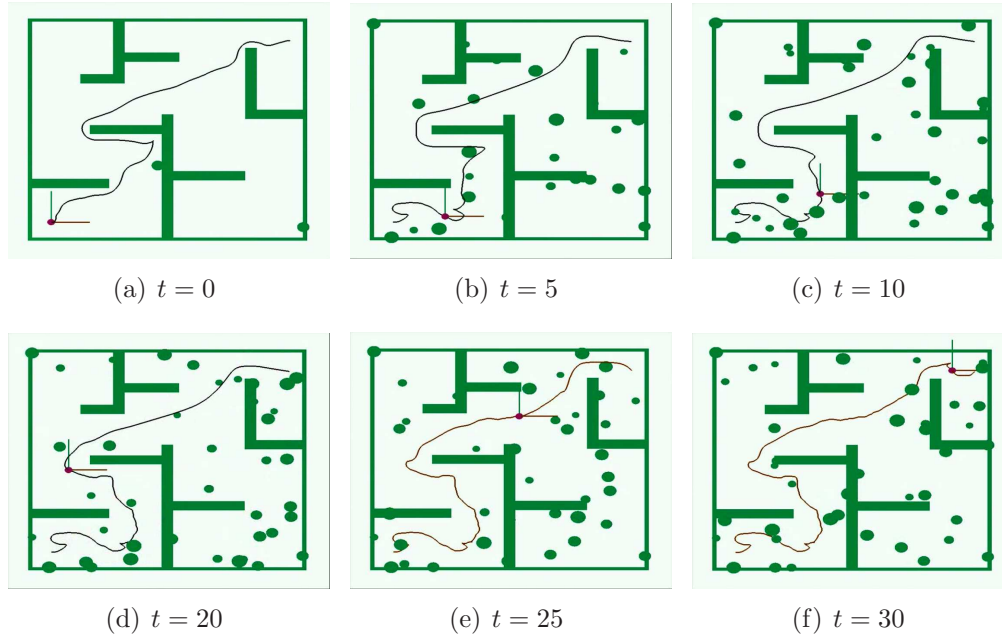 (a) t = 0
(b) t = 5
(c) t = 10
(d) t = 20
(e) t = 25
(f) t = 30